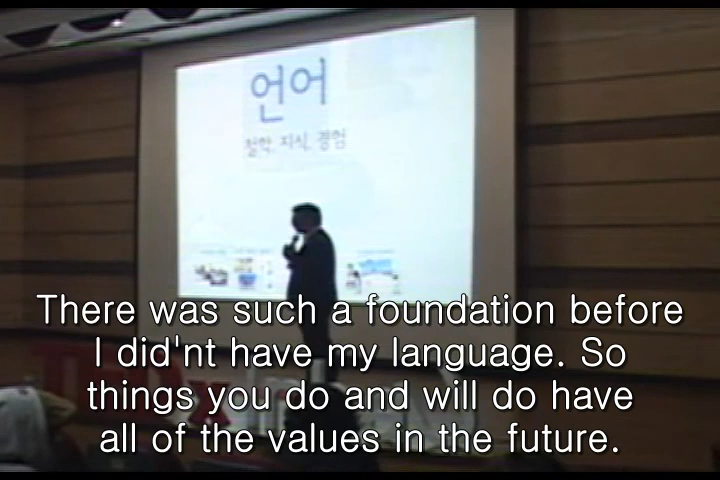 언어
철학, 지식, 경험
There was such a foundation before
I did'nt have my language. So
things you do and will do have
all of the values in the future.